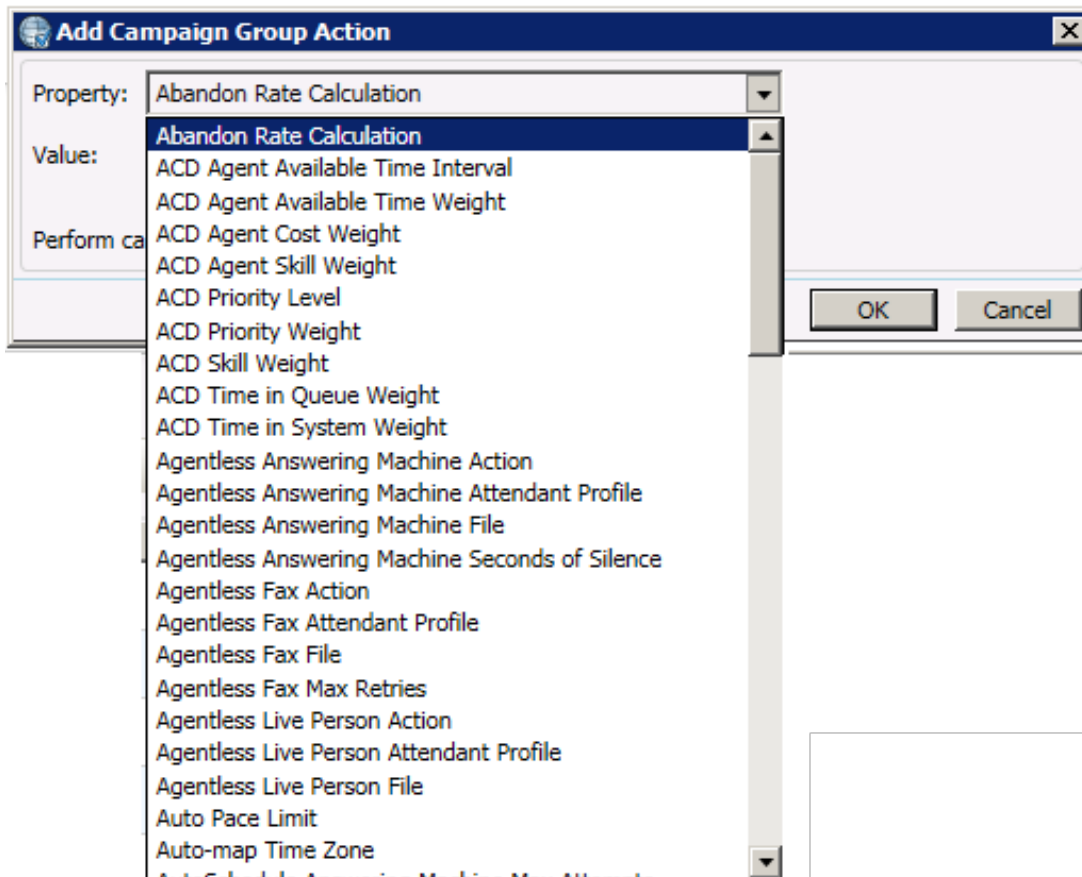 Add Campaign Group Action
Property: Abandon Rate Calculation
Abandon Rate Calculation
Value:
ACD Agent Available Time Interval
ACD Agent Available Time Weight
Perform ca
ACD Agent Cost Weight
ACD Agent Skill Weight
ACD Priority Level
OK Cancel
ACD Priority Weight
ACD Skill Weight
ACD Time in Queue Weight
ACD Time in System Weight
Agentless Answering Machine Action
Agentless Answering Machine Attendant Profile
Agentless Answering Machine File
Agentless Answering Machine Seconds of Silence
Agentless Fax Action
Agentless Fax Attendant Profile
Agentless Fax File
Agentless Fax Max Retries
Agentless Live Person Action
Agentless Live Person Attendant Profile
Agentless Live Person File
Auto Pace Limit
Auto-map Time Zone